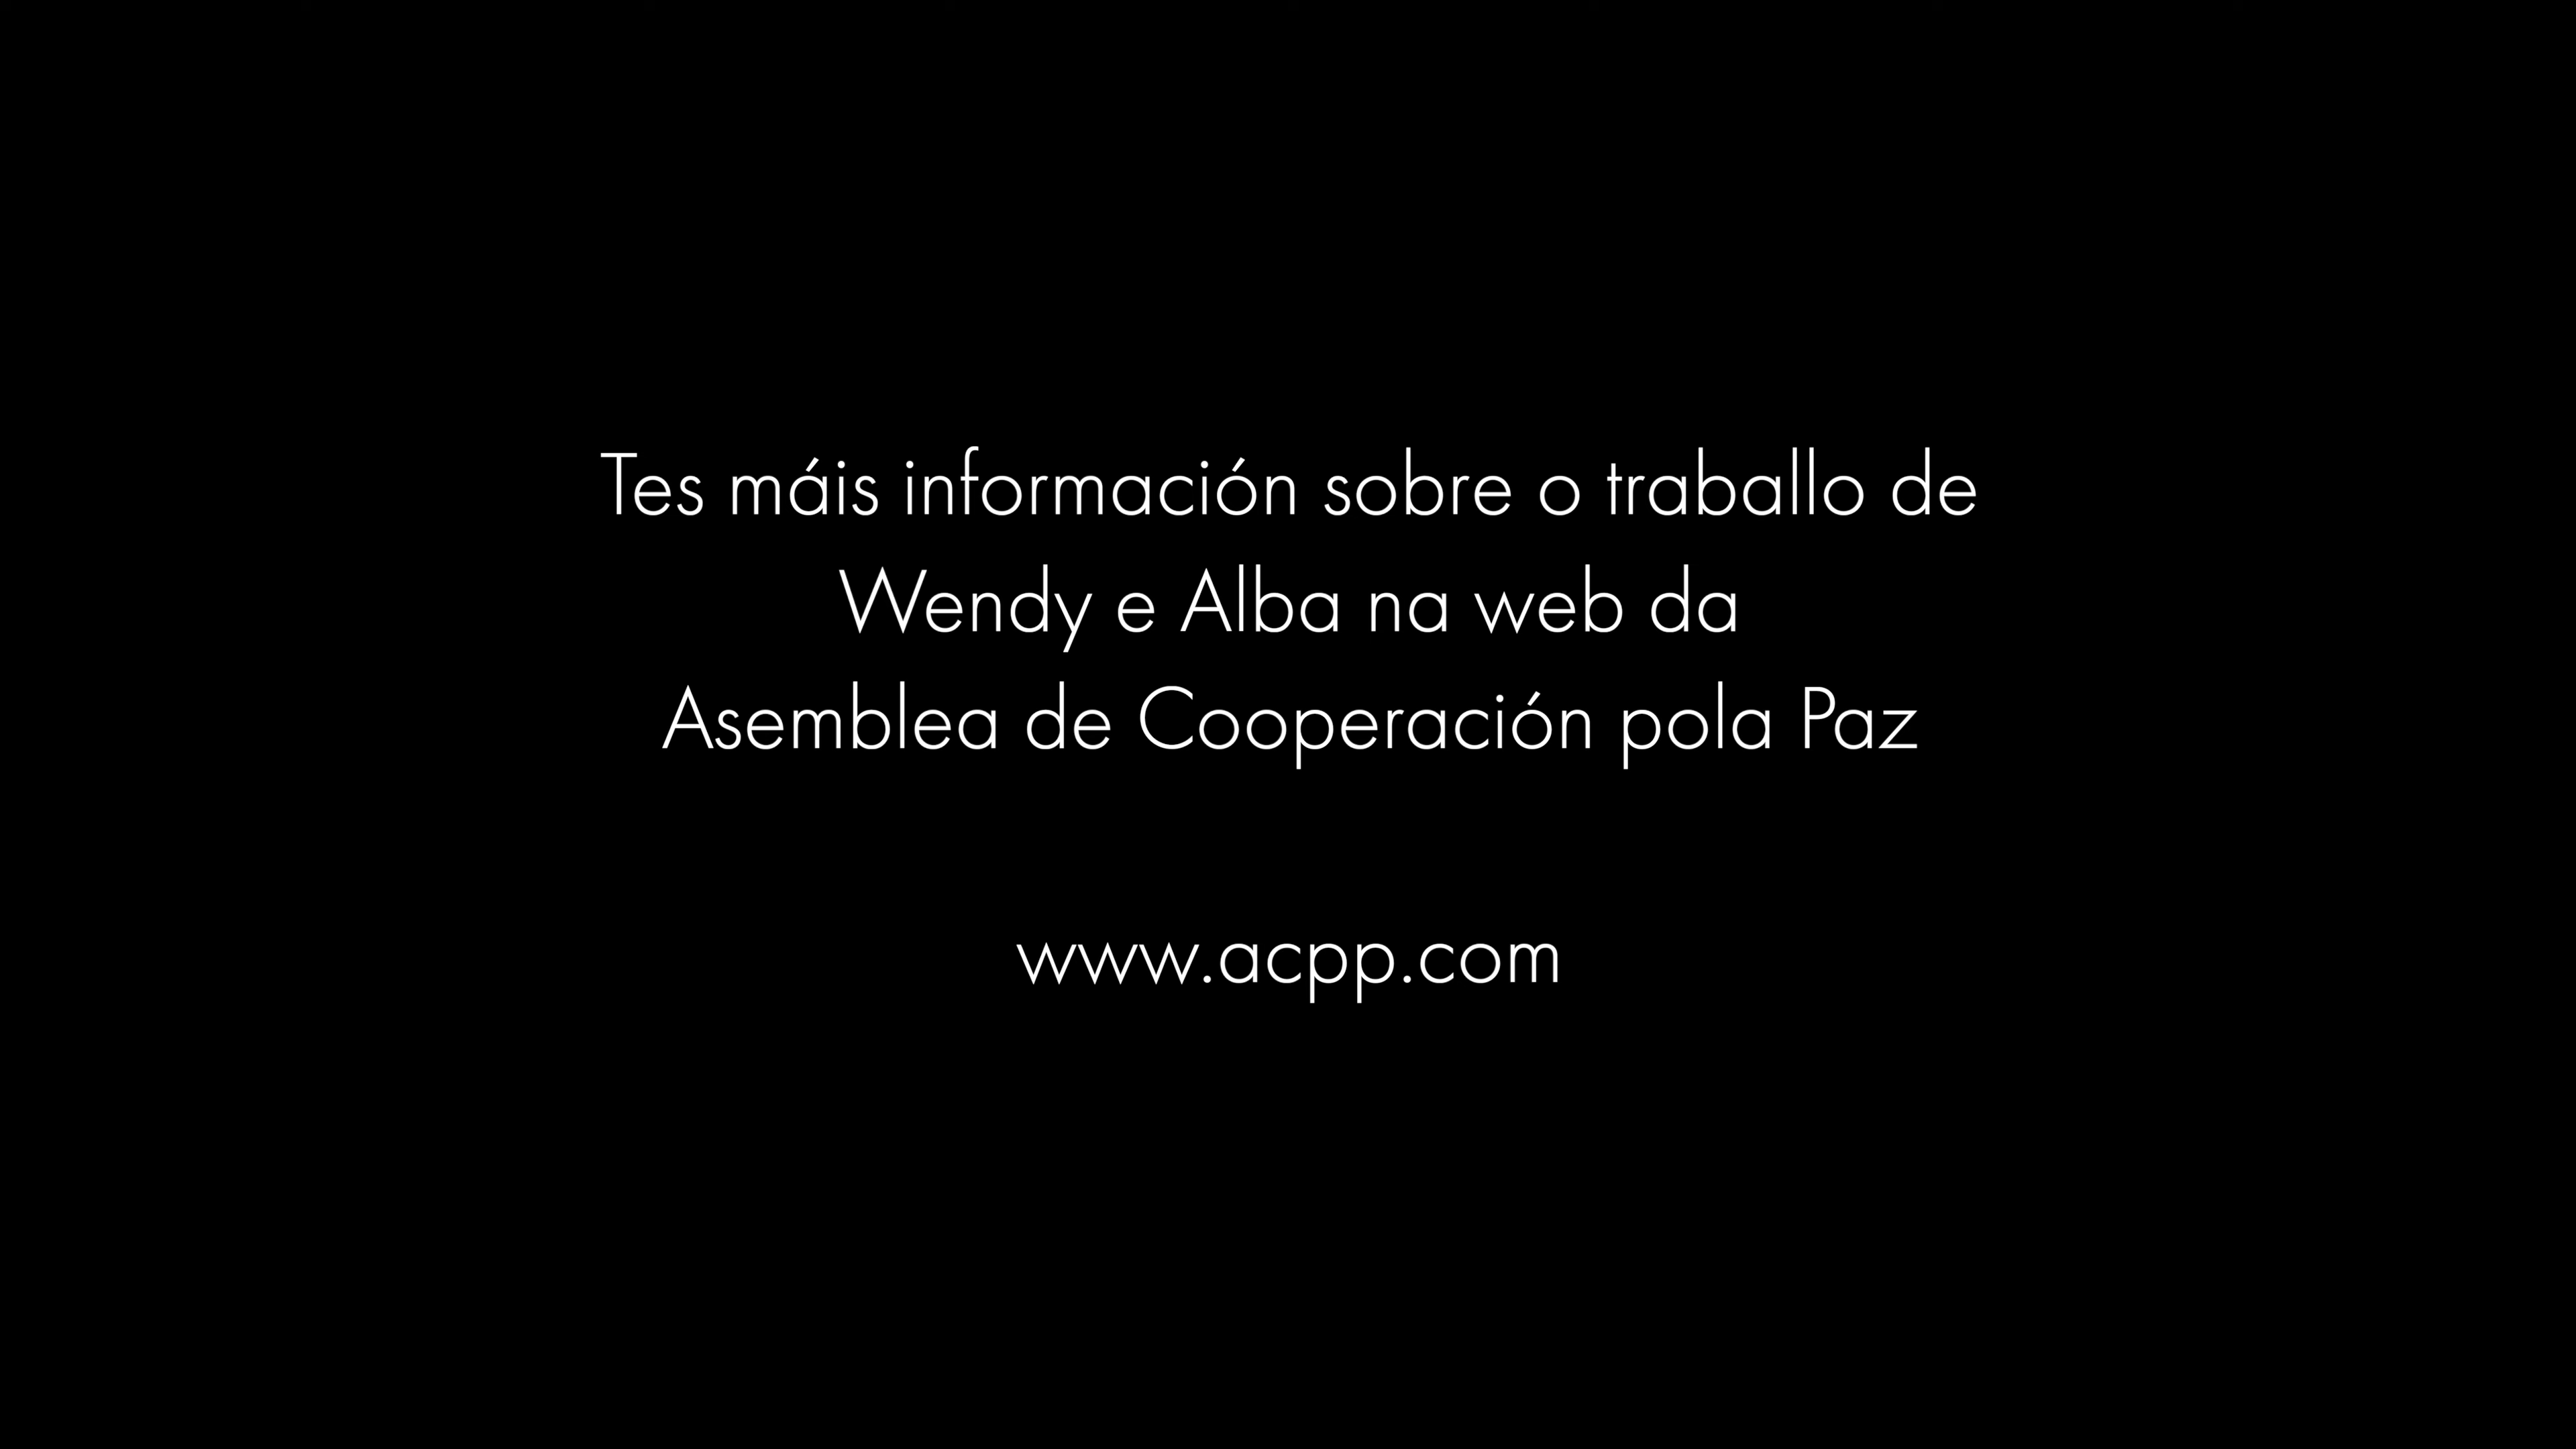 Tes máis información sobre o traballo de
Wendy e Alba na web da
Asemblea de Cooperación pola Paz
www.acpp.com